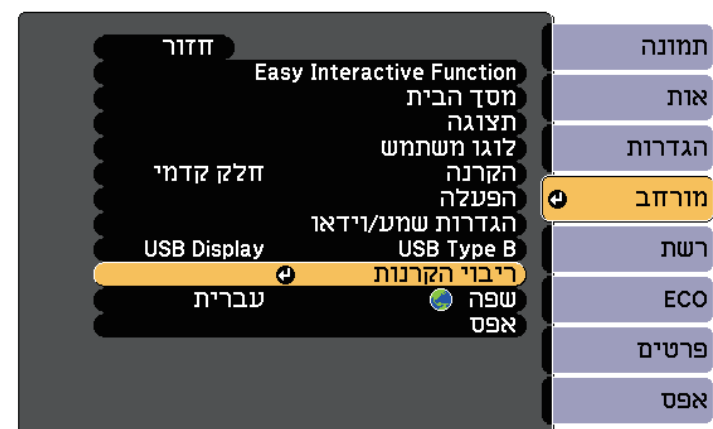 תמונה
אות
הגדרות
מורחב
רשת
ECO
פרטים
אפס
חזור
Easy Interactive Function
מסך הבית
תצוגה
לוגו משתמש
הקרנה חלק קדמי
הפעלה
הגדרות שמע/וידאו
USB Type B USB Display
ריבוי הקרנות
שפה עברית
אפס